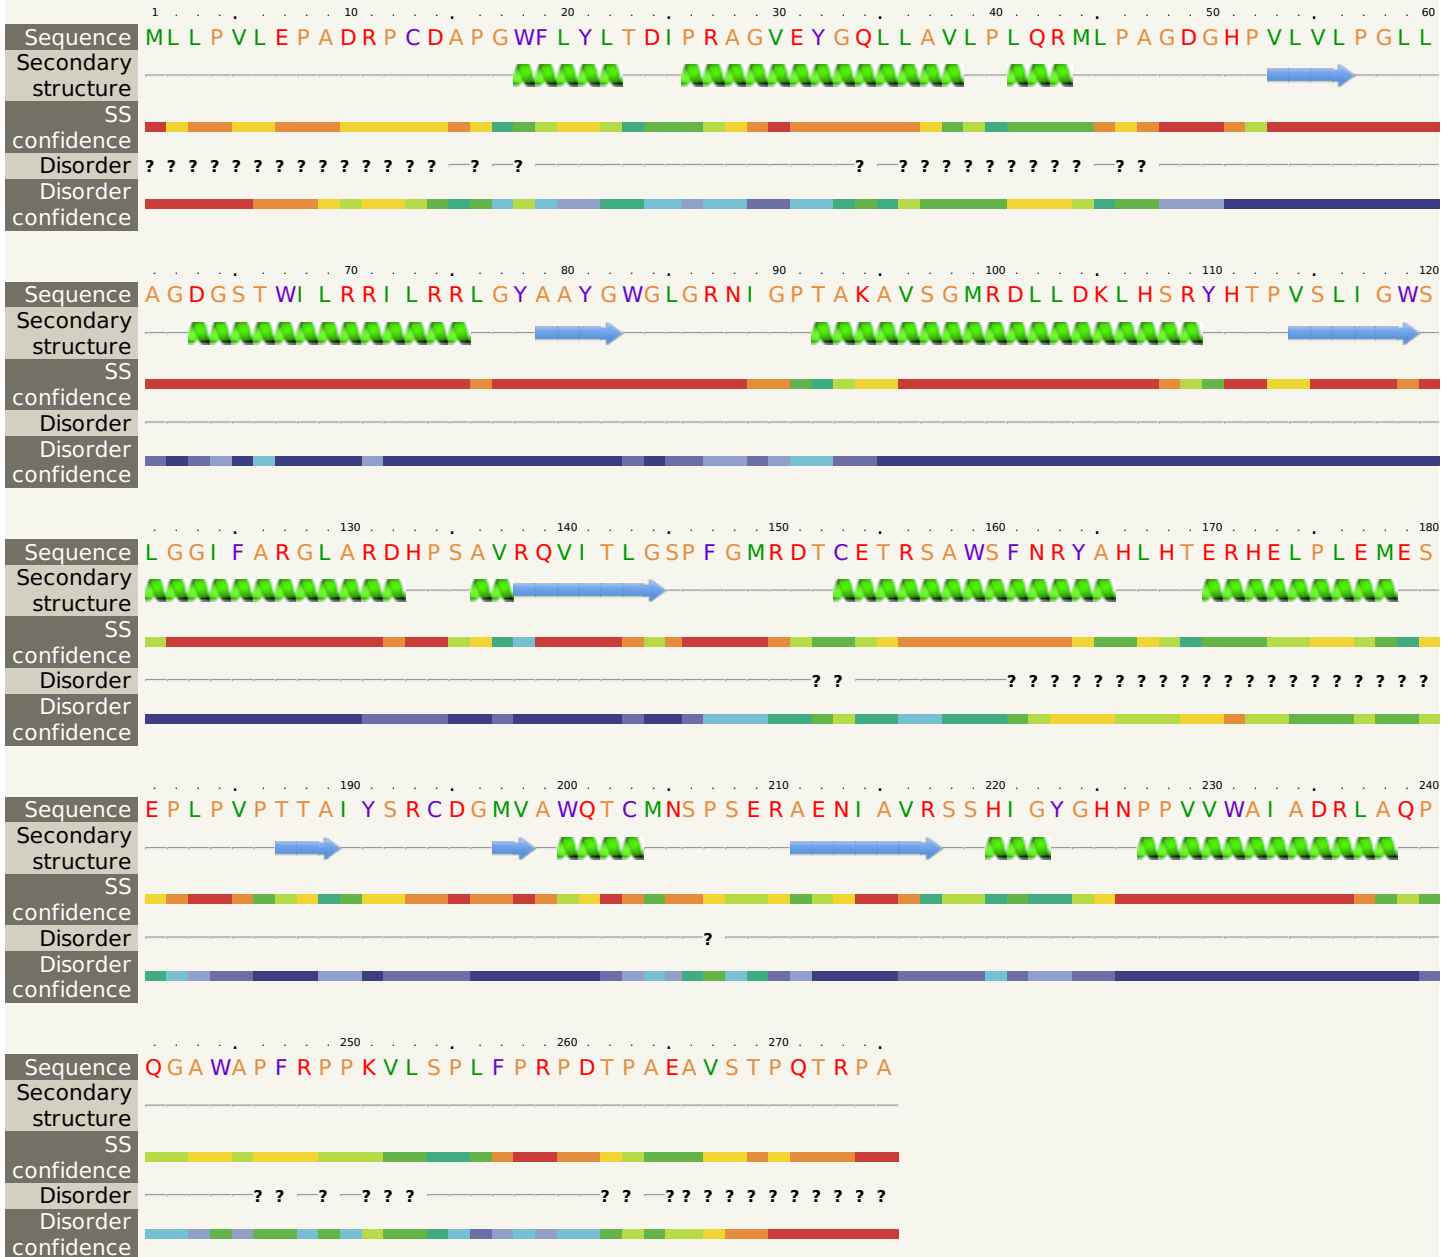 1 10 20 30 40 50 60
Sequence MLLPVLEPADRPCDAPGWFLYLTDIPRAGVEYGQLLAVLPLQRMLPAGDGHPVLVLPGLL
Secondary
structure
SS
confidence
Disorder ? ? ? ? ? ? ? ? ? ? ? ? ? ? ? ? ? ? ? ? ? ? ? ? ? ? ? ?
Disorder
confidence
70 80 90 100 110 120
Sequence AGDGSTWILRRILRRLGYAAYGWGLGRNIGPTAKAVSGMRDLLDKLHSRYHTPVSLIGWS
Secondary
structure
SS
confidence
Disorder
Disorder
confidence
130 140 150 160 170 180
Sequence LGGIFARGLARDHPSAVRQVITLGSPFGMRDTCETRSAWSFNRYAHLHTERHELPLEMES
Secondary
structure
SS
confidence
Disorder ? ? ? ? ? ? ? ? ? ? ? ? ? ? ? ? ? ? ? ? ? ?
Disorder
confidence
190 200 210 220 230 240
Sequence EPLPVPTTAIYSRCDGMVAWQTCMNSPSERAENIAVRSSHIGYGHNPPVVWAIADRLAQP
Secondary
structure
SS
confidence
Disorder ?
Disorder
confidence
250 260 270
Sequence QGAWAPFRPPKVLSPLFPRPDTPAEAVSTPQTRPA
Secondary
structure
SS
confidence
Disorder ? ? ? ? ? ? ? ? ? ? ? ? ? ? ? ? ? ? ?
Disorder
confidence